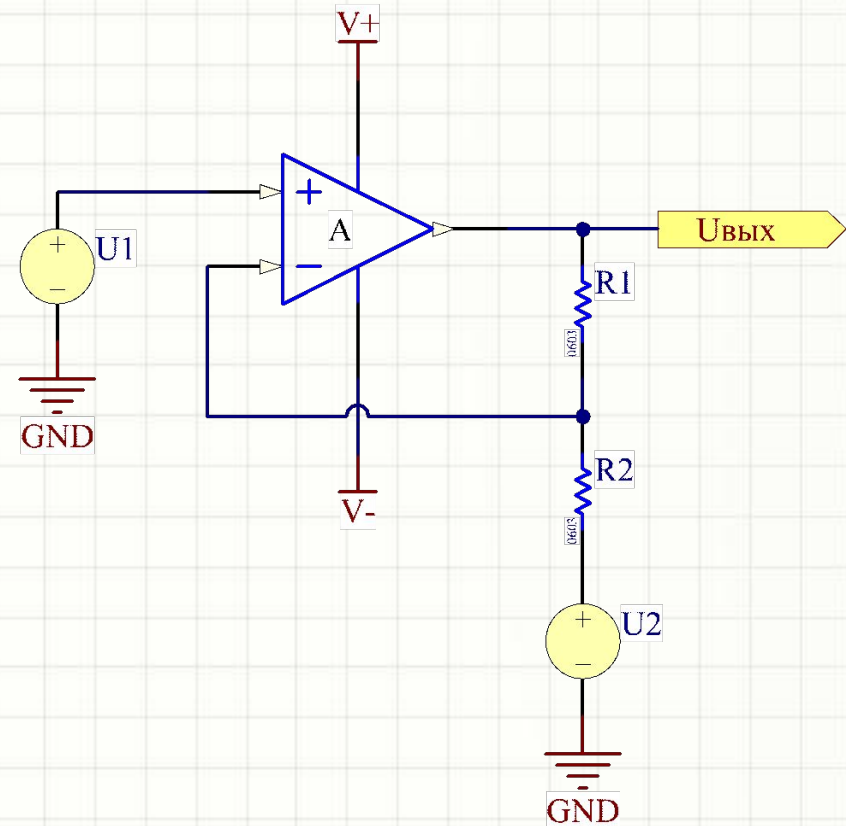 V+
+
A
−
U1
+
−
GND
Uвых
R1
0603
V-
R2
0603
U2
+
−
GND